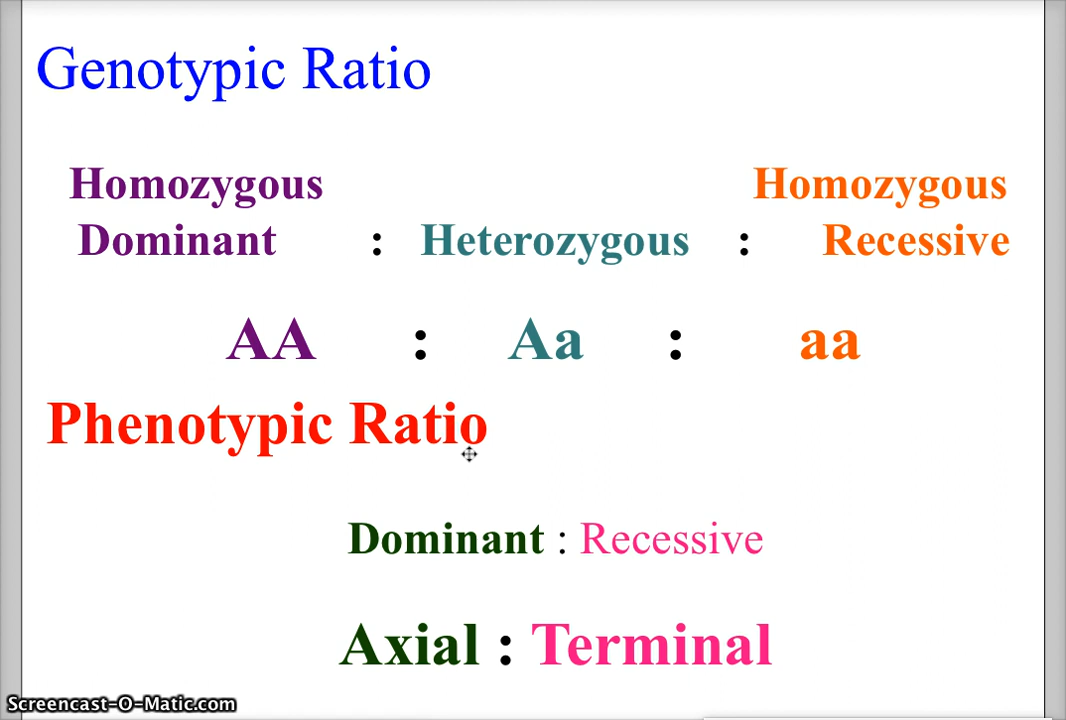 Genotypic Ratio
Homozygous Homozygous
Dominant : Heterozygous : Recessive
AA : Aa : aa
Phenotypic Ratio
Dominant : Recessive
Axial : Terminal
Screencast-O-Matic.com